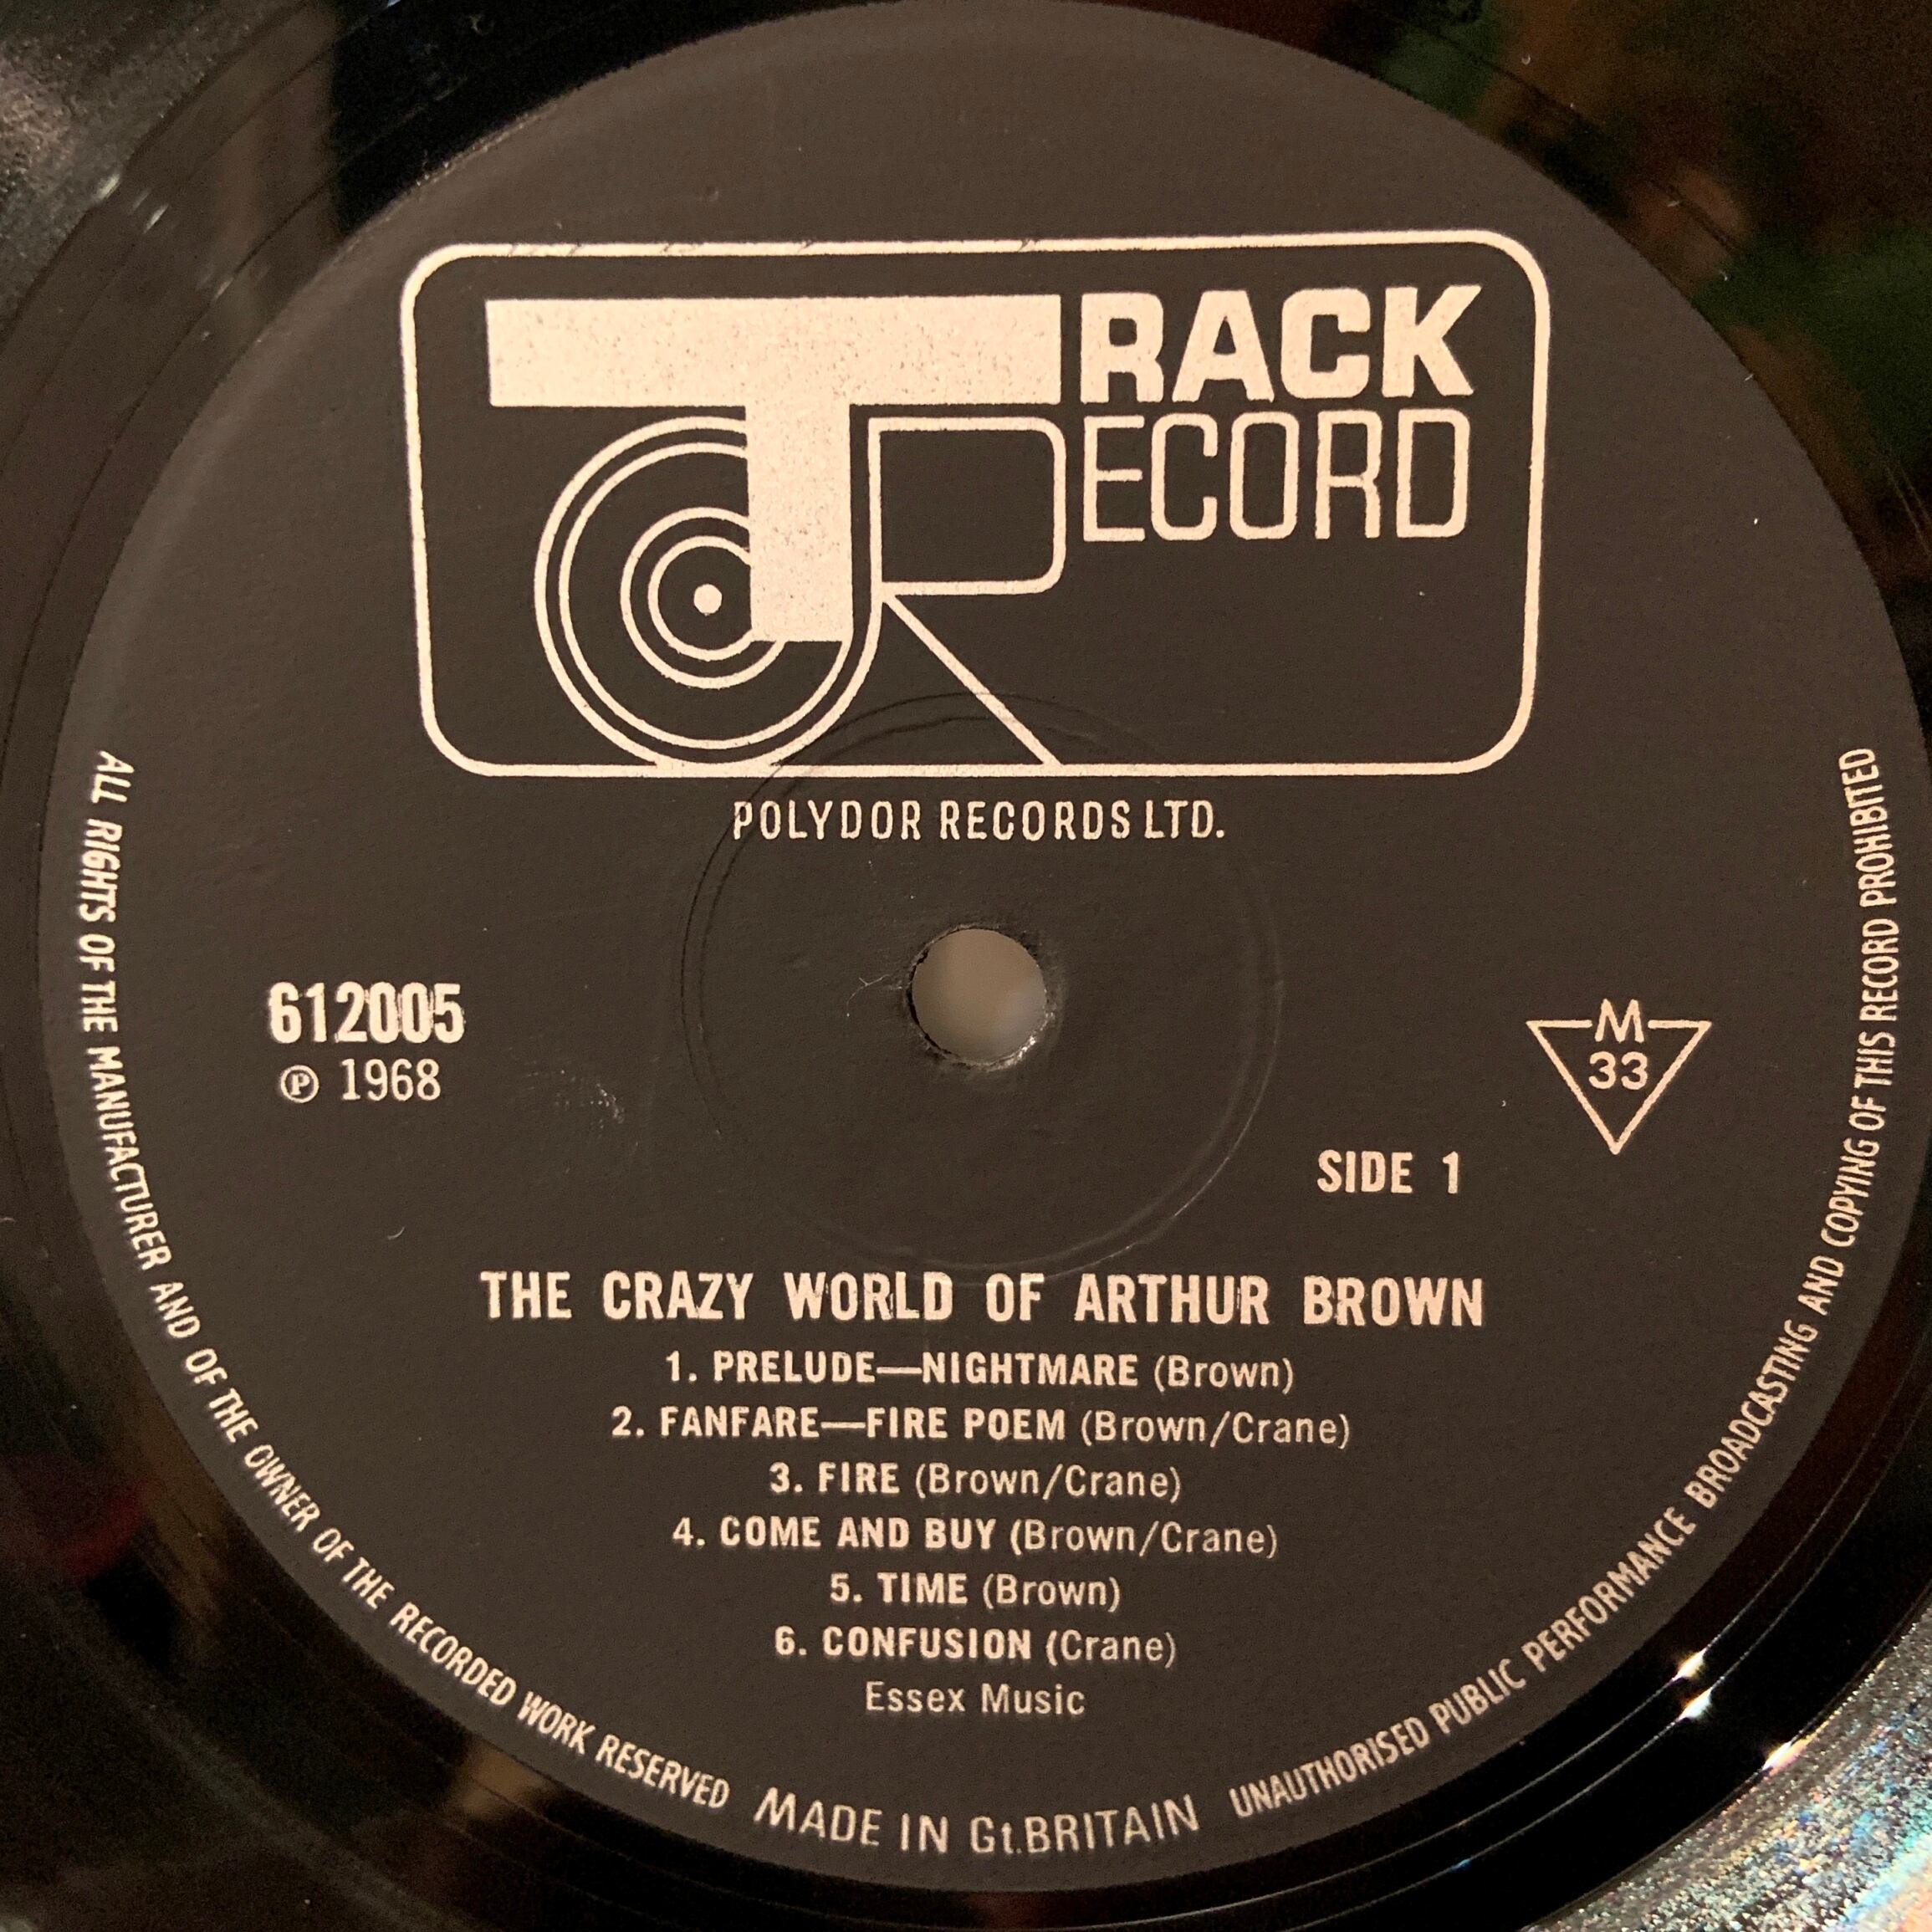 TRACK
RECORD
POLYDOR RECORDS LTD.
612005
℗ 1968
M
33
SIDE 1
THE CRAZY WORLD OF ARTHUR BROWN
1. PRELUDE—NIGHTMARE (Brown)
2. FANFARE—FIRE POEM (Brown/Crane)
3. FIRE (Brown/Crane)
4. COME AND BUY (Brown/Crane)
5. TIME (Brown)
6. CONFUSION (Crane)
Essex Music
ALL RIGHTS OF THE MANUFACTURER AND OF THE OWNER OF THE RECORDED WORK RESERVED
MADE IN Gt.BRITAIN
UNAUTHORISED PUBLIC PERFORMANCE BROADCASTING AND COPYING OF THIS RECORD PROHIBITED